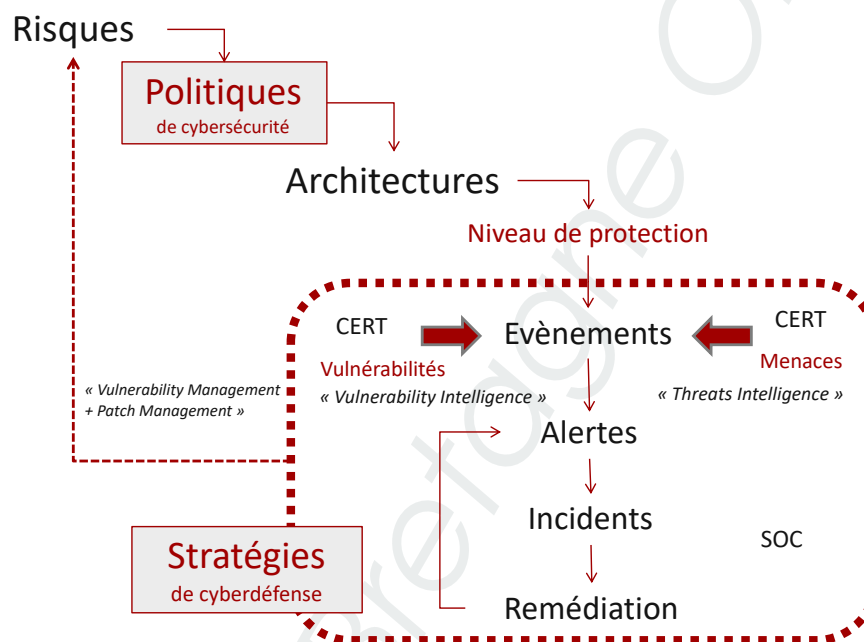 Risques
Politiques
de cybersécurité
Architectures
Niveau de protection
CERT
Evènements
CERT
Vulnérabilités
Menaces
« Vulnerability Management
+ Patch Management »
« Vulnerability Intelligence »
« Threats Intelligence »
Alertes
Incidents
SOC
Stratégies
de cyberdéfense
Remédiation
Bretagne O